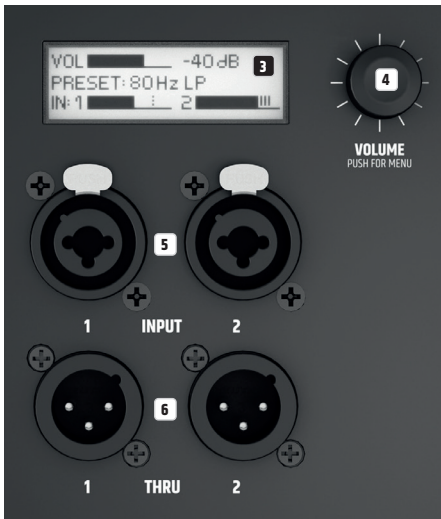 VOL -40dB
3
PRESET: 80Hz LP
IN: 1 2
4
VOLUME
PUSH FOR MENU
5
1 INPUT 2
6
1 THRU 2